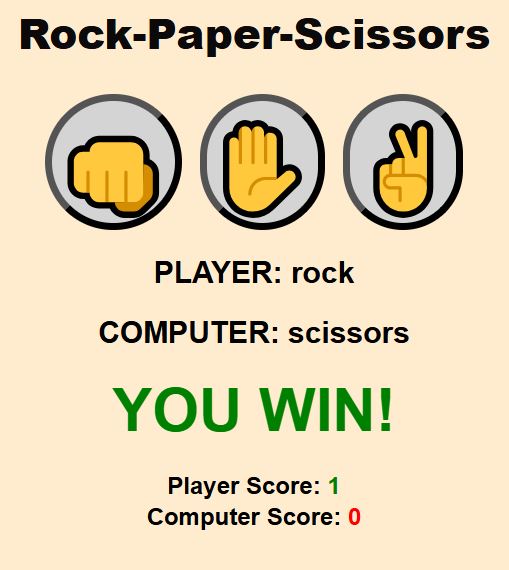 Rock-Paper-Scissors
PLAYER: rock
COMPUTER: scissors
YOU WIN!
Player Score: 1
Computer Score: 0